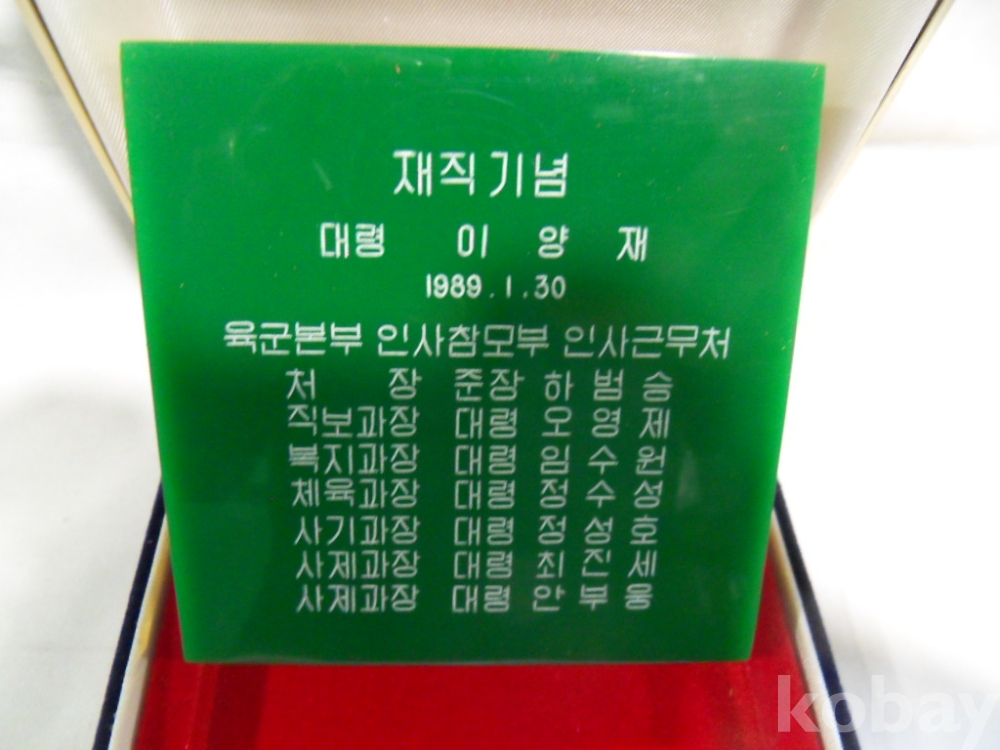 재직기념
대령 이 양 재
1989.1.30
육군본부 인사참모부 인사근무처
처 장 준장 하 범 승
직보과장 대령 오 영 제
복지과장 대령 임 수 원
체육과장 대령 정 수 성
사기과장 대령 정 성 호
사제과장 대령 최 진 세
사제과장 대령 안 부 웅
kobay